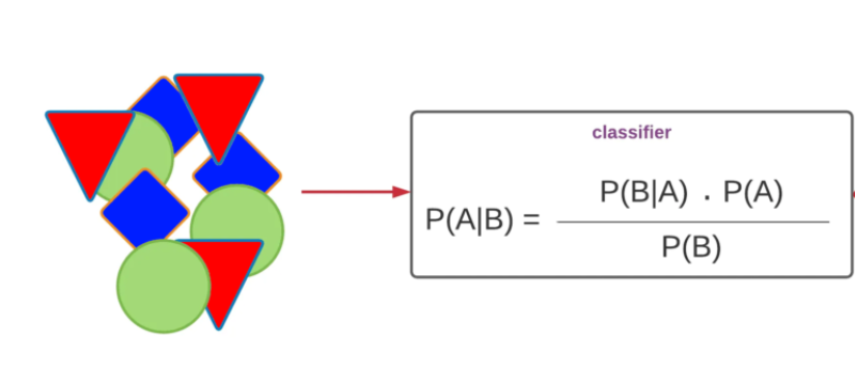 classifier
P(B|A) . P(A)
P(A|B) =
P(B)